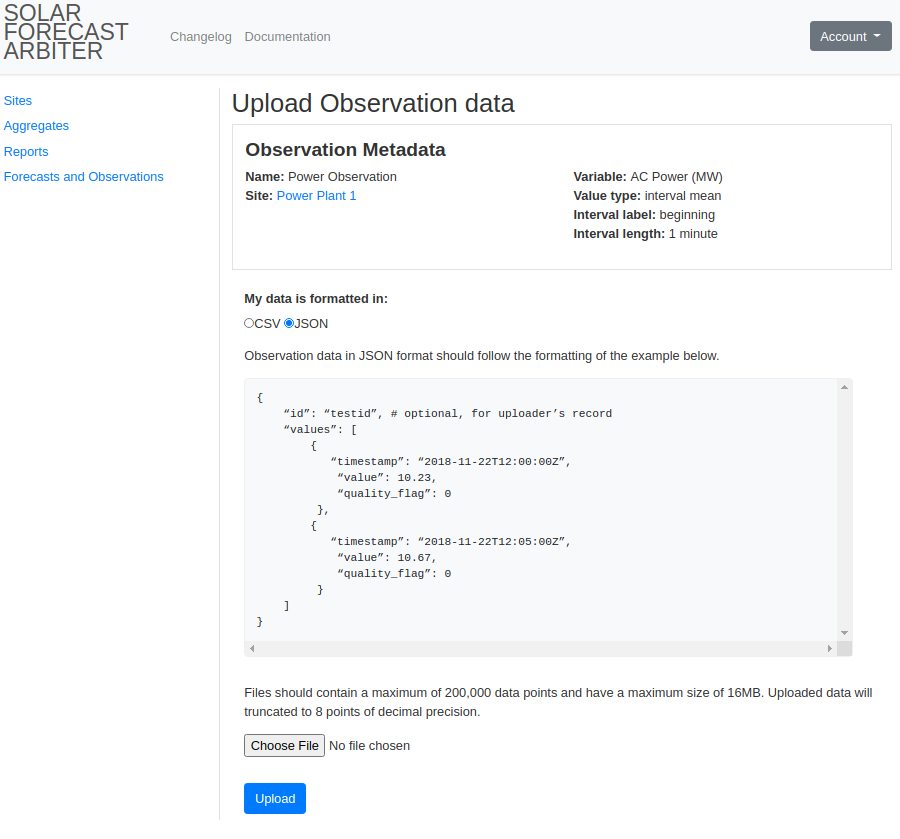 SOLAR
FORECAST
ARBITER
Changelog Documentation
Account
Sites
Aggregates
Reports
Forecasts and Observations
Upload Observation data
Observation Metadata
Name: Power Observation
Site: Power Plant 1
Variable: AC Power (MW)
Value type: interval mean
Interval label: beginning
Interval length: 1 minute
My data is formatted in:
CSV JSON
Observation data in JSON format should follow the formatting of the example below.
{
“id”: “testid”, # optional, for uploader’s record
“values”: [
{
“timestamp”: “2018-11-22T12:00:00Z”,
“value”: 10.23,
“quality_flag”: 0
},
{
“timestamp”: “2018-11-22T12:05:00Z”,
“value”: 10.67,
“quality_flag”: 0
}
]
}
Files should contain a maximum of 200,000 data points and have a maximum size of 16MB. Uploaded data will
truncated to 8 points of decimal precision.
Choose File No file chosen
Upload